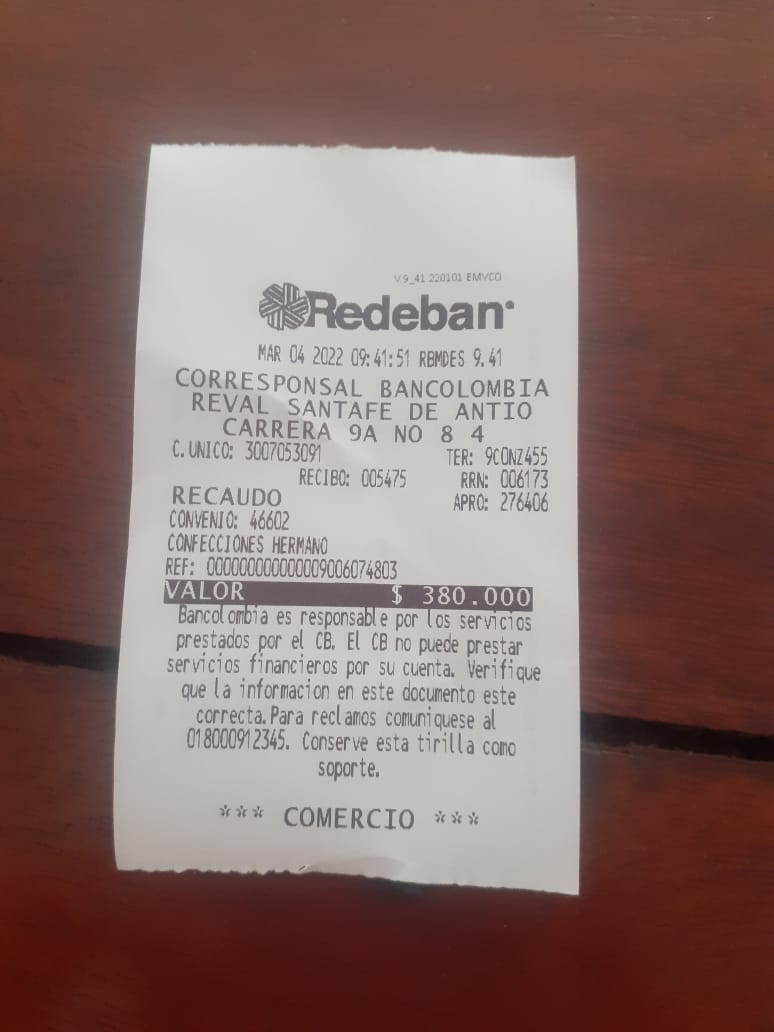 V 9_41 220101 EMVCO
Redeban
MAR 04 2022 09:41:51 RBMDES 9.41
CORRESPONSAL BANCOLOMBIA
REVAL SANTAFE DE ANTIO
CARRERA 9A NO 8 4
C. UNICO: 3007053091 TER: 9CONZ455
RECIBO: 005475 RRN: 006173
RECAUDO APRO: 276406
CONVENIO: 46602
CONFECCIONES HERMANO
REF: 000000000000009006074803
VALOR $ 380.000
Bancolombia es responsable por los servicios
prestados por el CB. El CB no puede prestar
servicios financieros por su cuenta. Verifique
que la informacion en este documento este
correcta. Para reclamos comuniquese al
018000912345. Conserve esta tirilla como
soporte.
*** COMERCIO ***